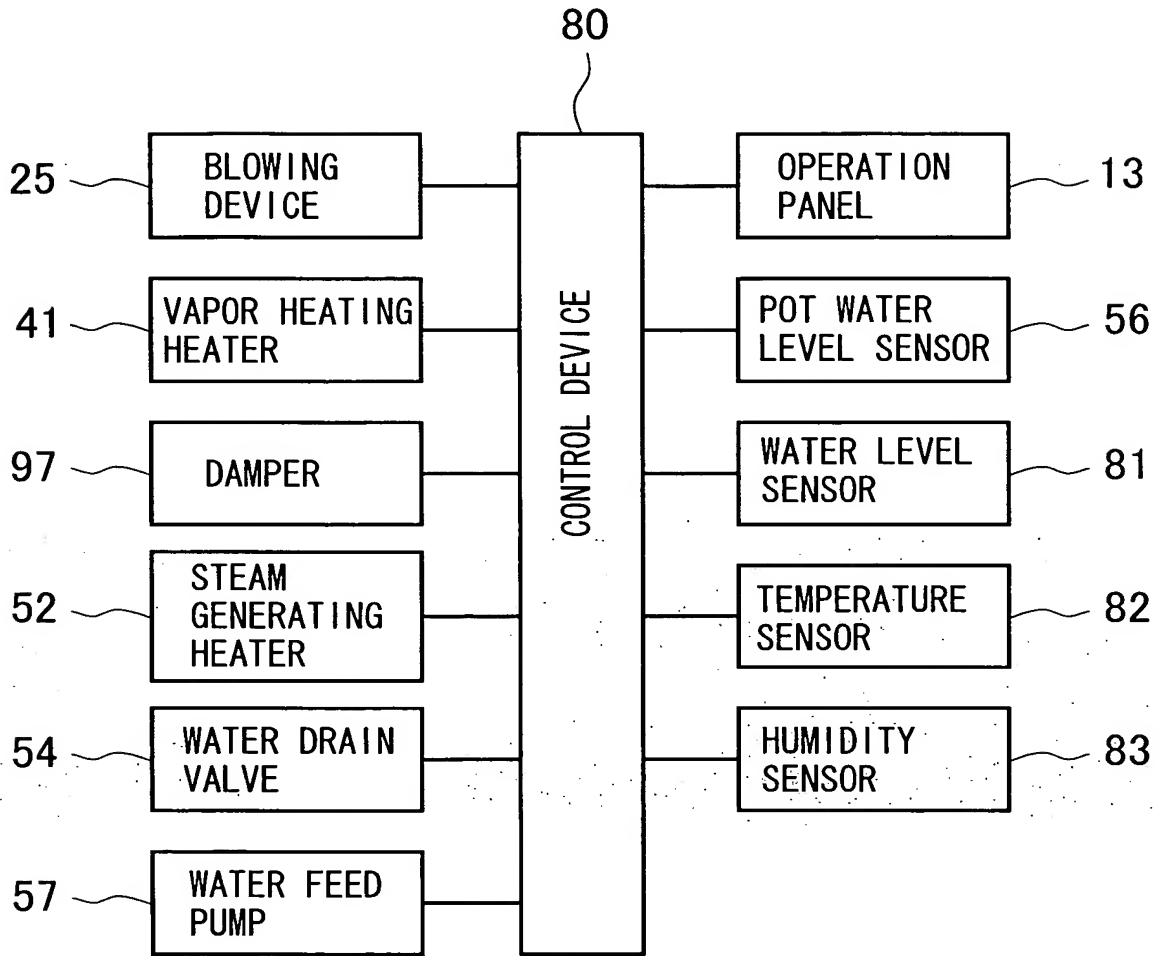 80
25
BLOWING
DEVICE
41
VAPOR HEATING
HEATER
97
DAMPER
52
STEAM
GENERATING
HEATER
54
WATER DRAIN
VALVE
57
WATER FEED
PUMP
CONTROL DEVICE
OPERATION
PANEL
13
POT WATER
LEVEL SENSOR
56
WATER LEVEL
SENSOR
81
TEMPERATURE
SENSOR
82
HUMIDITY
SENSOR
83